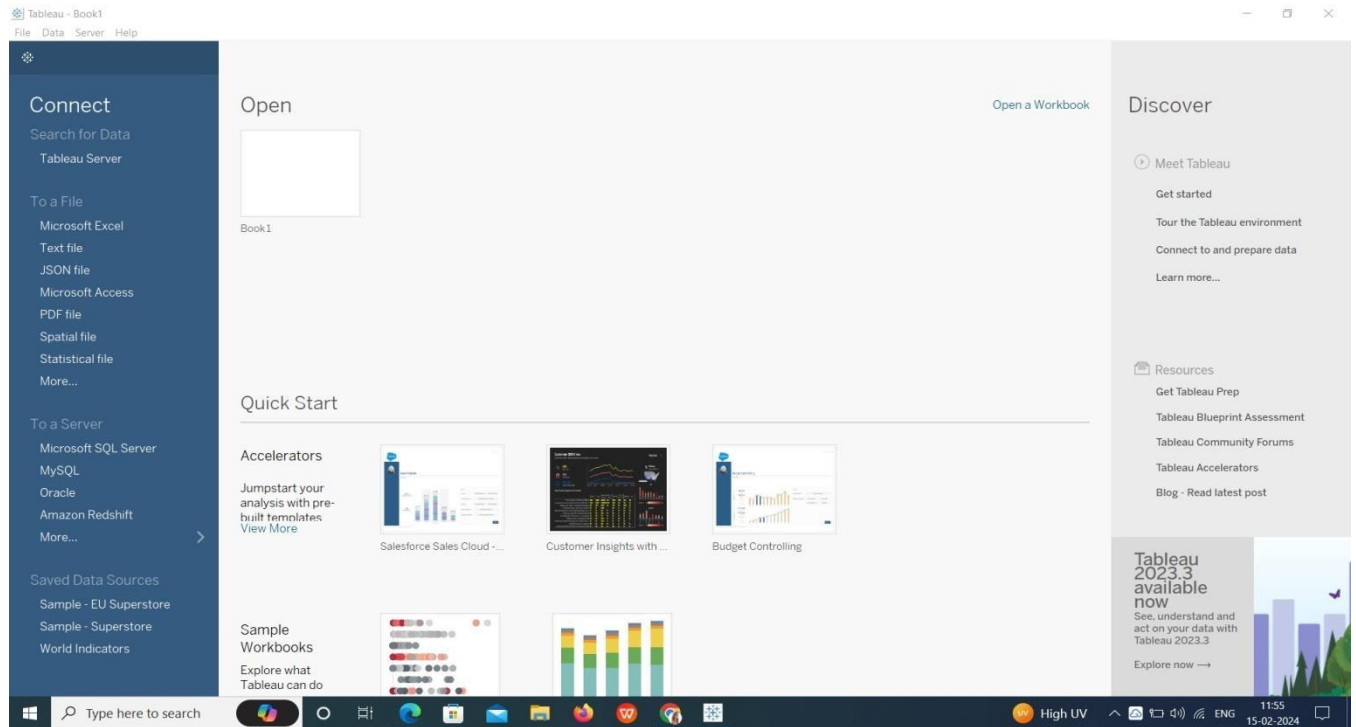 Tableau - Book1
File Data Server Help
Connect
Search for Data
Tableau Server
To a File
Microsoft Excel
Text file
JSON file
Microsoft Access
PDF file
Spatial file
Statistical file
More...
To a Server
Microsoft SQL Server
MySQL
Oracle
Amazon Redshift
More...
Saved Data Sources
Sample - EU Superstore
Sample - Superstore
World Indicators
Open
Open a Workbook
Book1
Quick Start
Accelerators
Jumpstart your
analysis with pre-
built templates
View More
Salesforce Sales Cloud -...
Customer Insights with ...
Budget Controlling
Sample
Workbooks
Explore what
Tableau can do
Discover
Meet Tableau
Get started
Tour the Tableau environment
Connect to and prepare data
Learn more...
Resources
Get Tableau Prep
Tableau Blueprint Assessment
Tableau Community Forums
Tableau Accelerators
Blog - Read latest post
Tableau
2023.3
available
now
See, understand and
act on your data with
Tableau 2023.3
Explore now →
Type here to search
UV
High UV
ENG
11:55
15-02-2024